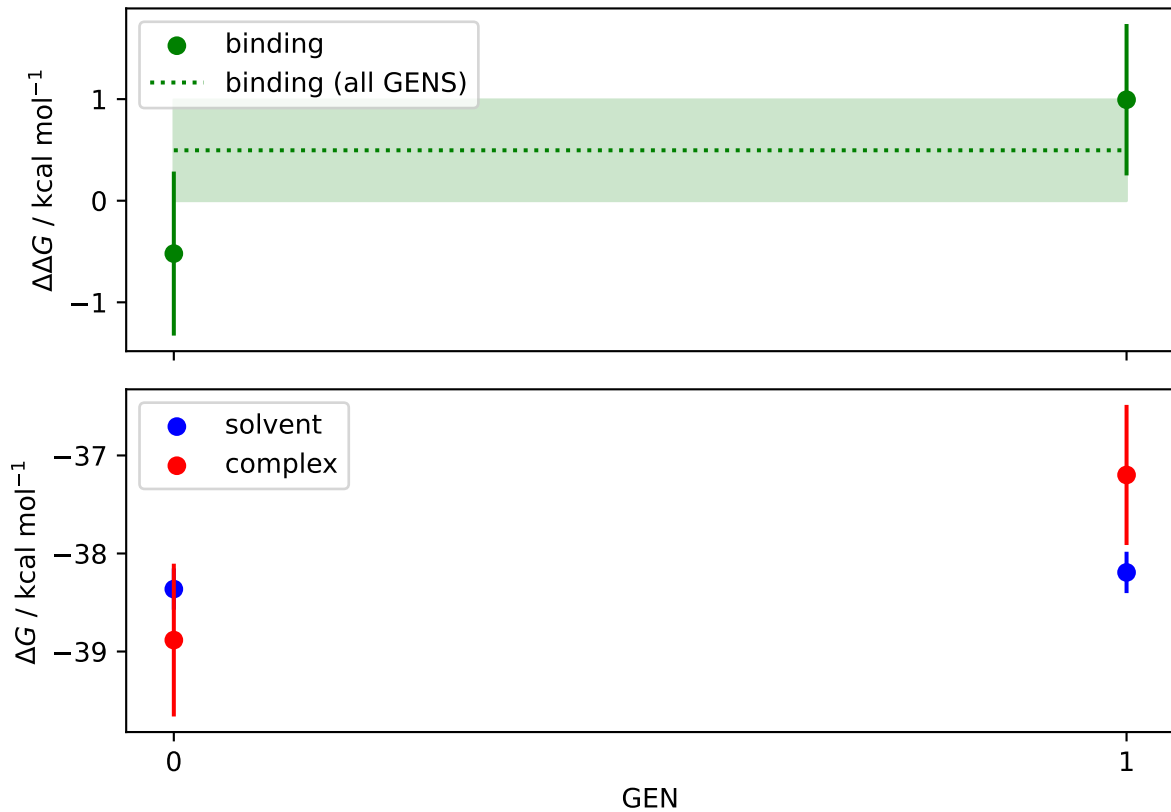 binding
binding (all GENS)
1
0
−1
ΔΔG / kcal mol⁻¹
solvent
complex
−37
−38
−39
ΔG / kcal mol⁻¹
0
1
GEN